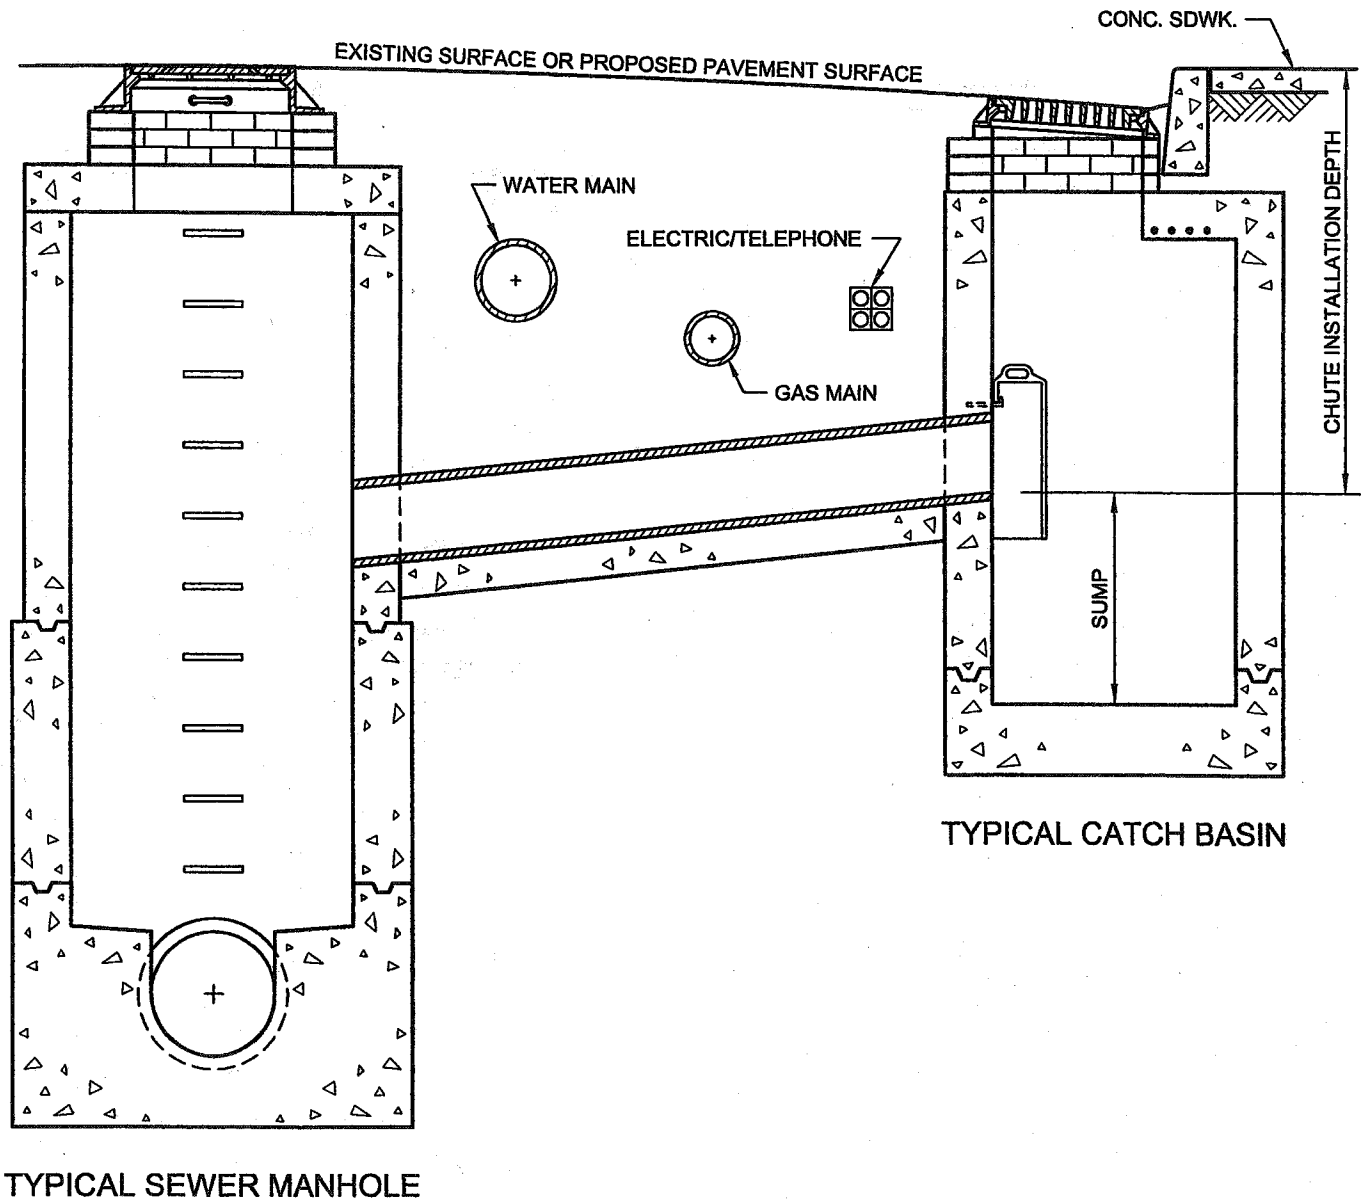 CONC. SDWK.
EXISTING SURFACE OR PROPOSED PAVEMENT SURFACE
WATER MAIN
ELECTRIC/TELEPHONE
GAS MAIN
CHUTE INSTALLATION DEPTH
SUMP
TYPICAL CATCH BASIN
TYPICAL SEWER MANHOLE